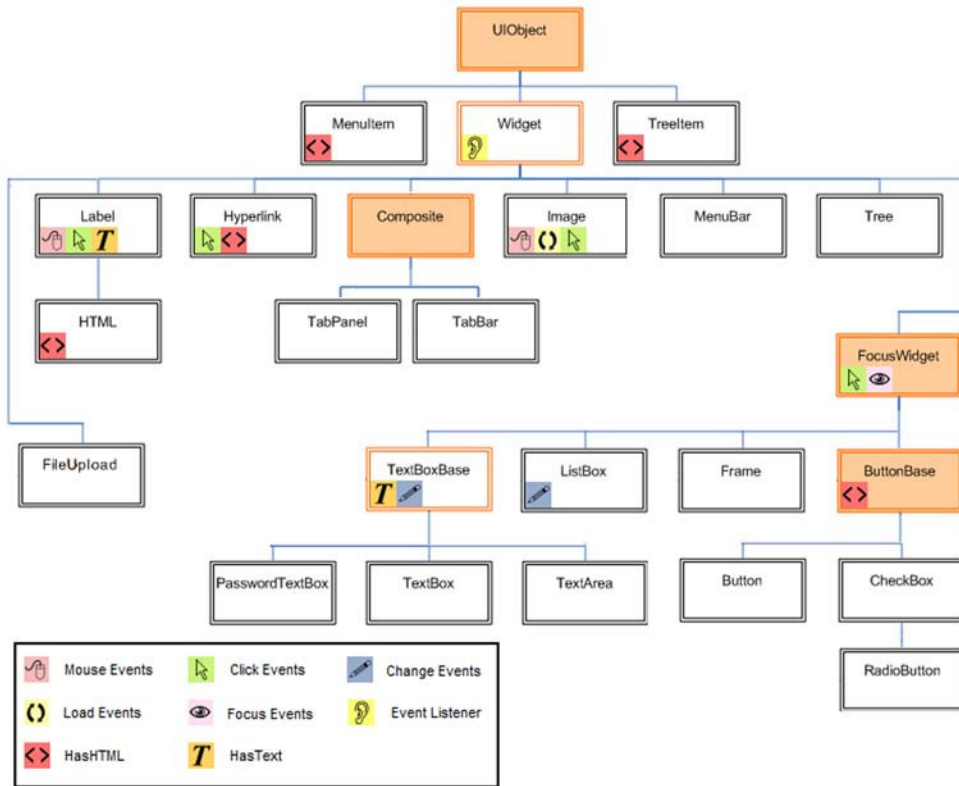 UIObject
MenuItem
Widget
TreeItem
Label
Hyperlink
Composite
Image
MenuBar
Tree
T
HTML
TabPanel
TabBar
FocusWidget
FileUpload
TextBoxBase
ListBox
Frame
ButtonBase
T
PasswordTextBox
TextBox
TextArea
Button
CheckBox
RadioButton
Mouse Events
Click Events
Change Events
Load Events
Focus Events
Event Listener
HasHTML
T HasText